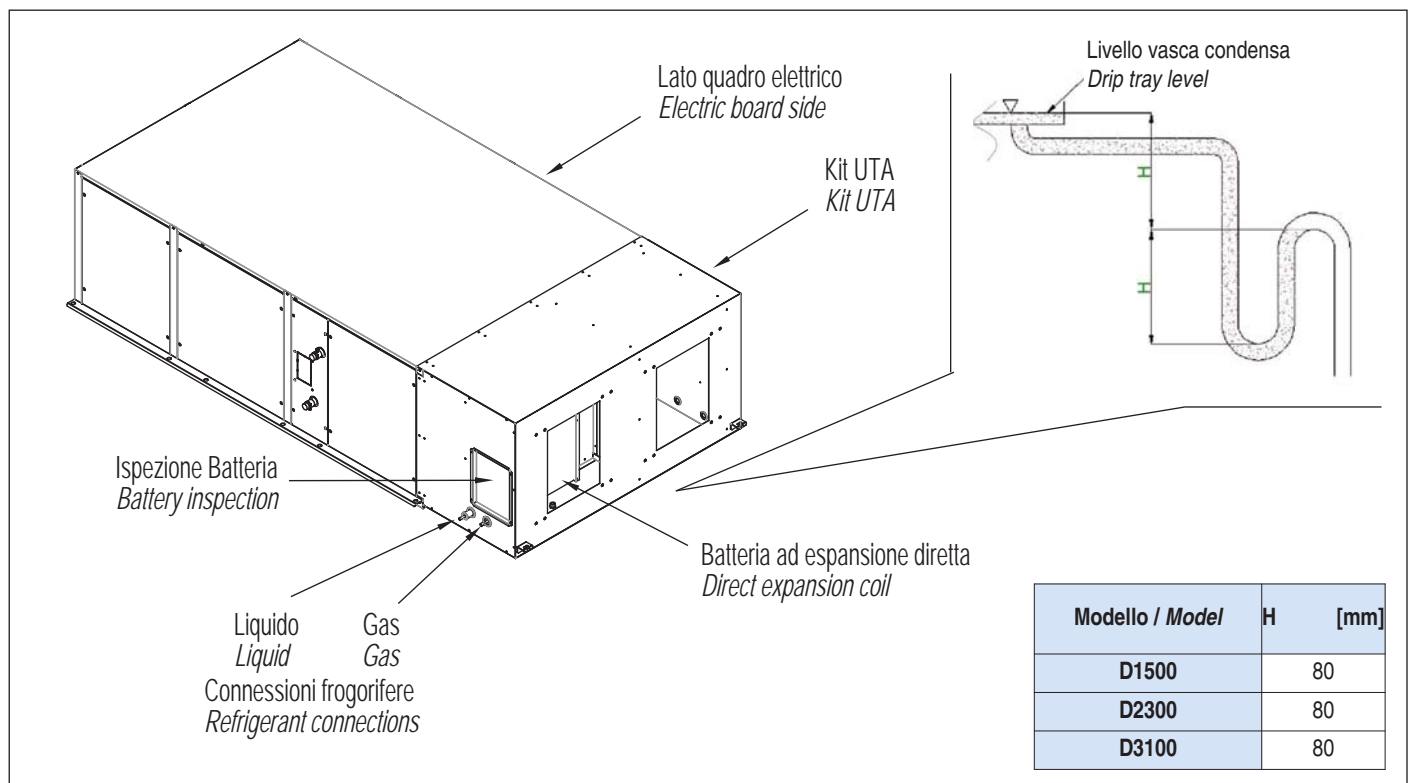 Lato quadro elettrico
Electric board side
Kit UTA
Kit UTA
Livello vasca condensa
Drip tray level
H
H
Ispezione Batteria
Battery inspection
Batteria ad espansione diretta
Direct expansion coil
Liquido Gas
Liquid Gas
Connessioni frogorifere
Refrigerant connections
Modello / Model H [mm]
D1500 80
D2300 80
D3100 80